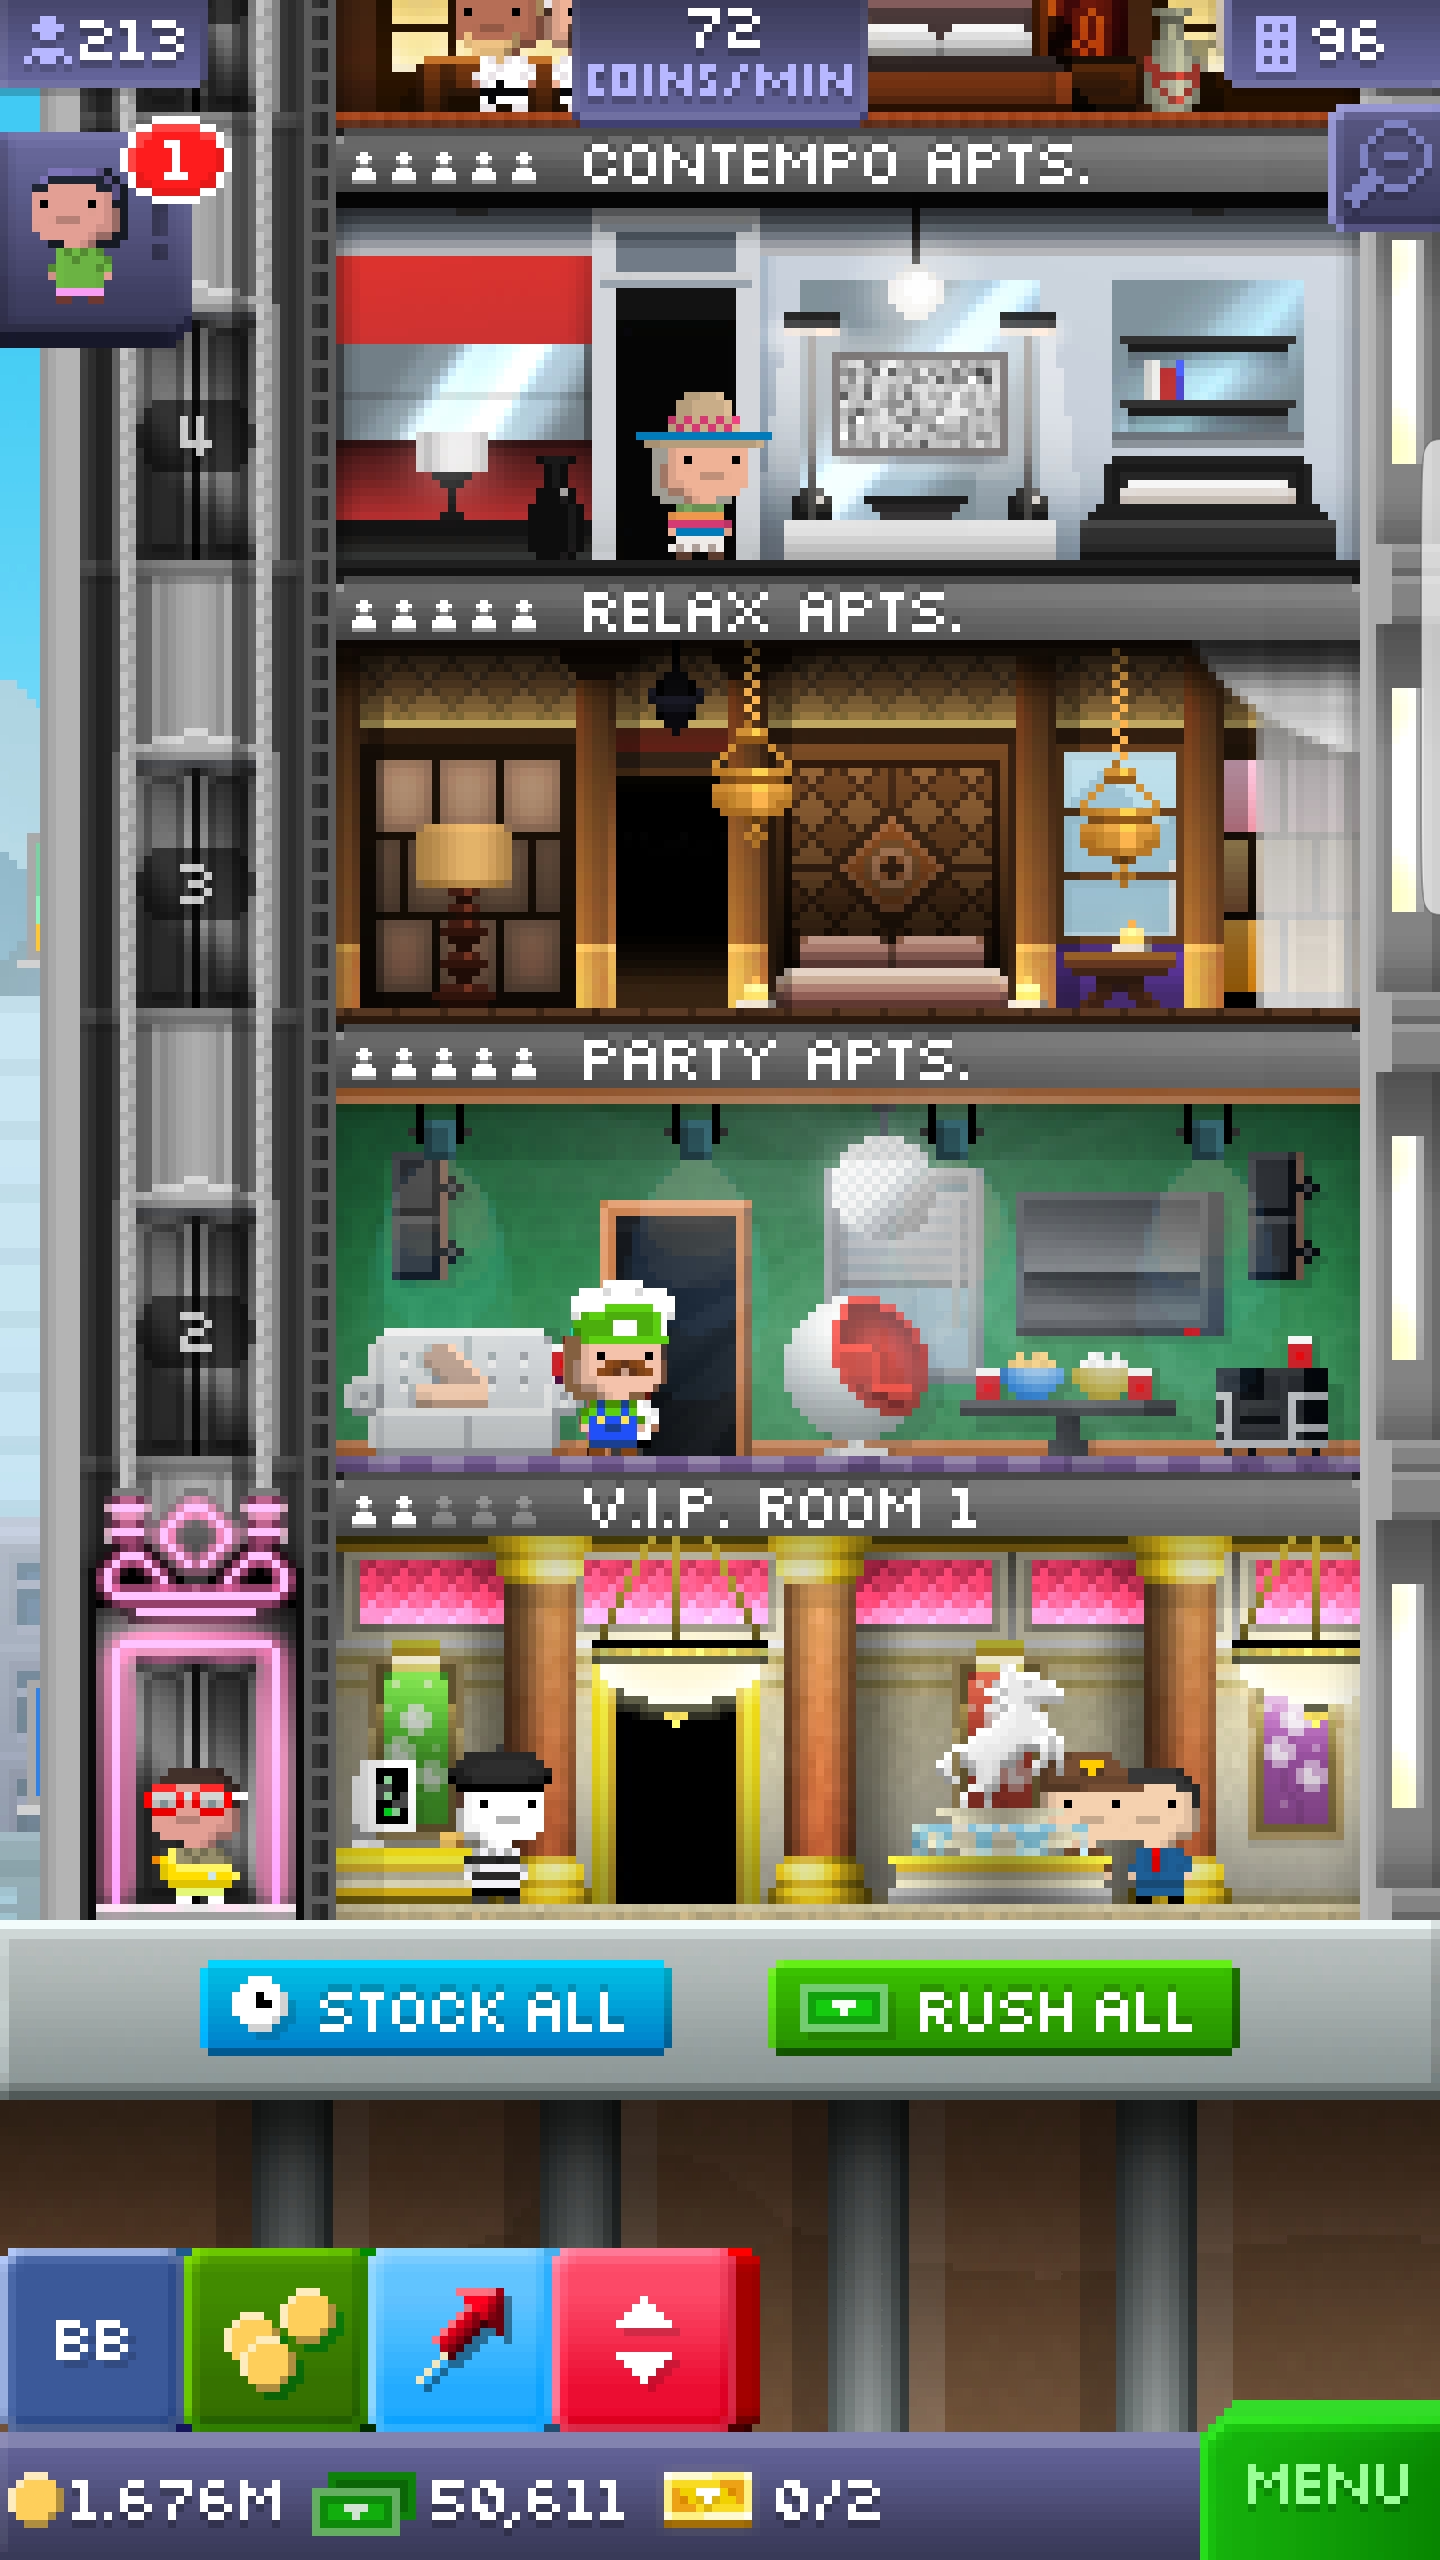 213
72
COINS/MIN
96
1
CONTEMPO APTS.
4
RELAX APTS.
3
PARTY APTS.
2
V.I.P. ROOM 1
STOCK ALL
RUSH ALL
BB
1.676M
50,611
0/2
MENU